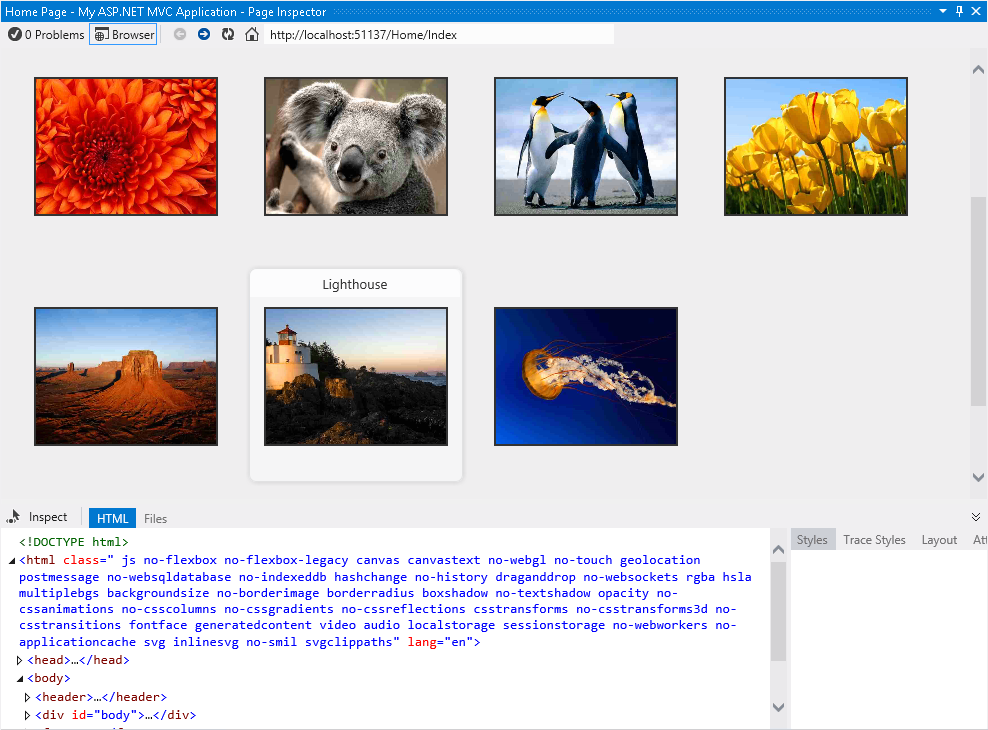 Home Page - My ASP.NET MVC Application - Page Inspector
0 Problems Browser http://localhost:51137/Home/Index
Lighthouse
Inspect HTML Files
Styles Trace Styles Layout Att
<!DOCTYPE html>
<html class=" js no-flexbox no-flexbox-legacy canvas canvastext no-webgl no-touch geolocation
postmessage no-websqldatabase no-indexeddb hashchange no-history draganddrop no-websockets rgba hsla
multiplebgs backgroundsize no-borderimage borderradius boxshadow no-textshadow opacity no-
cssanimations no-csscolumns no-cssgradients no-cssreflections csstransforms no-csstransforms3d no-
csstransitions fontface generatedcontent video audio localstorage sessionstorage no-webworkers no-
applicationcache svg inlinesvg no-smil svgclippaths" lang="en">
<head>…</head>
<body>
<header>…</header>
<div id="body">…</div>